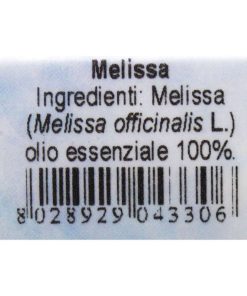 Melissa
Ingredienti: Melissa
(Melissa officinalis L.)
olio essenziale 100%.
8 028929 043306